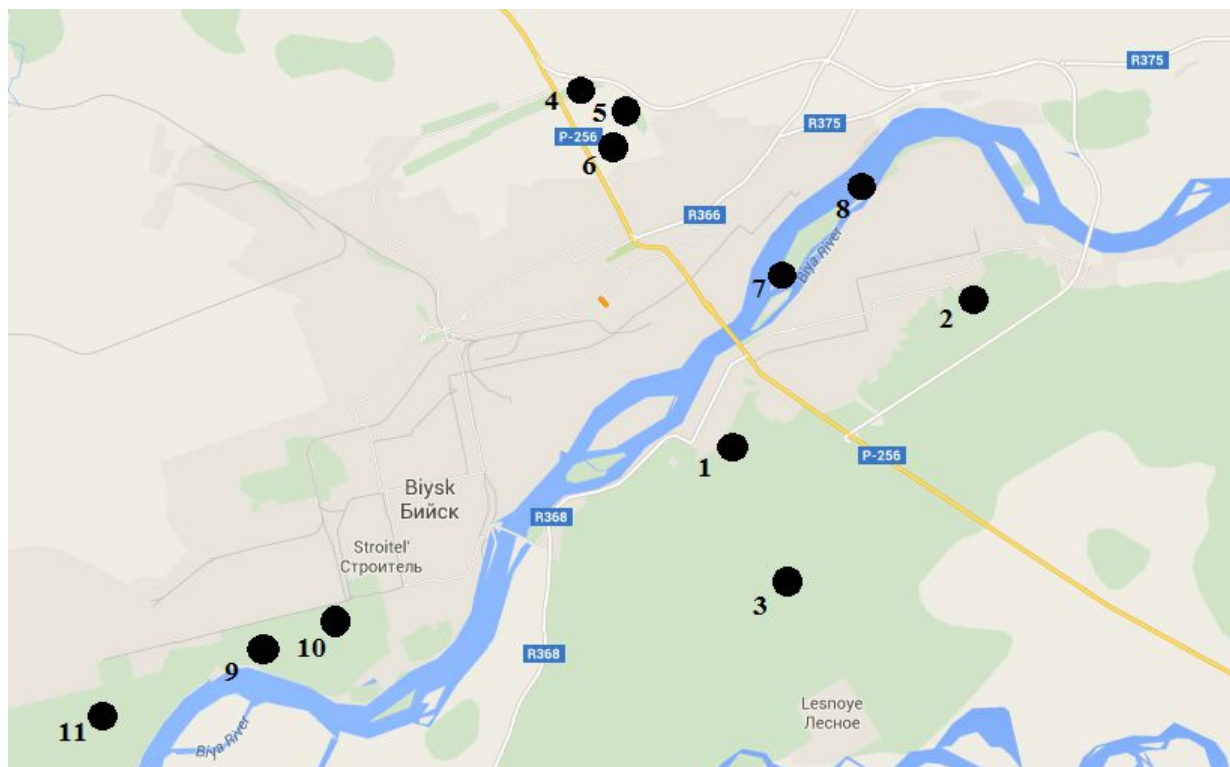 R375
4
5
R375
P-256
6
8
R366
Biya River
7
2
1
P-256
Biysk
Бийск
R368
Stroitel'
Строитель
3
10
9
R368
Lesnoye
Лесное
11
Biya River